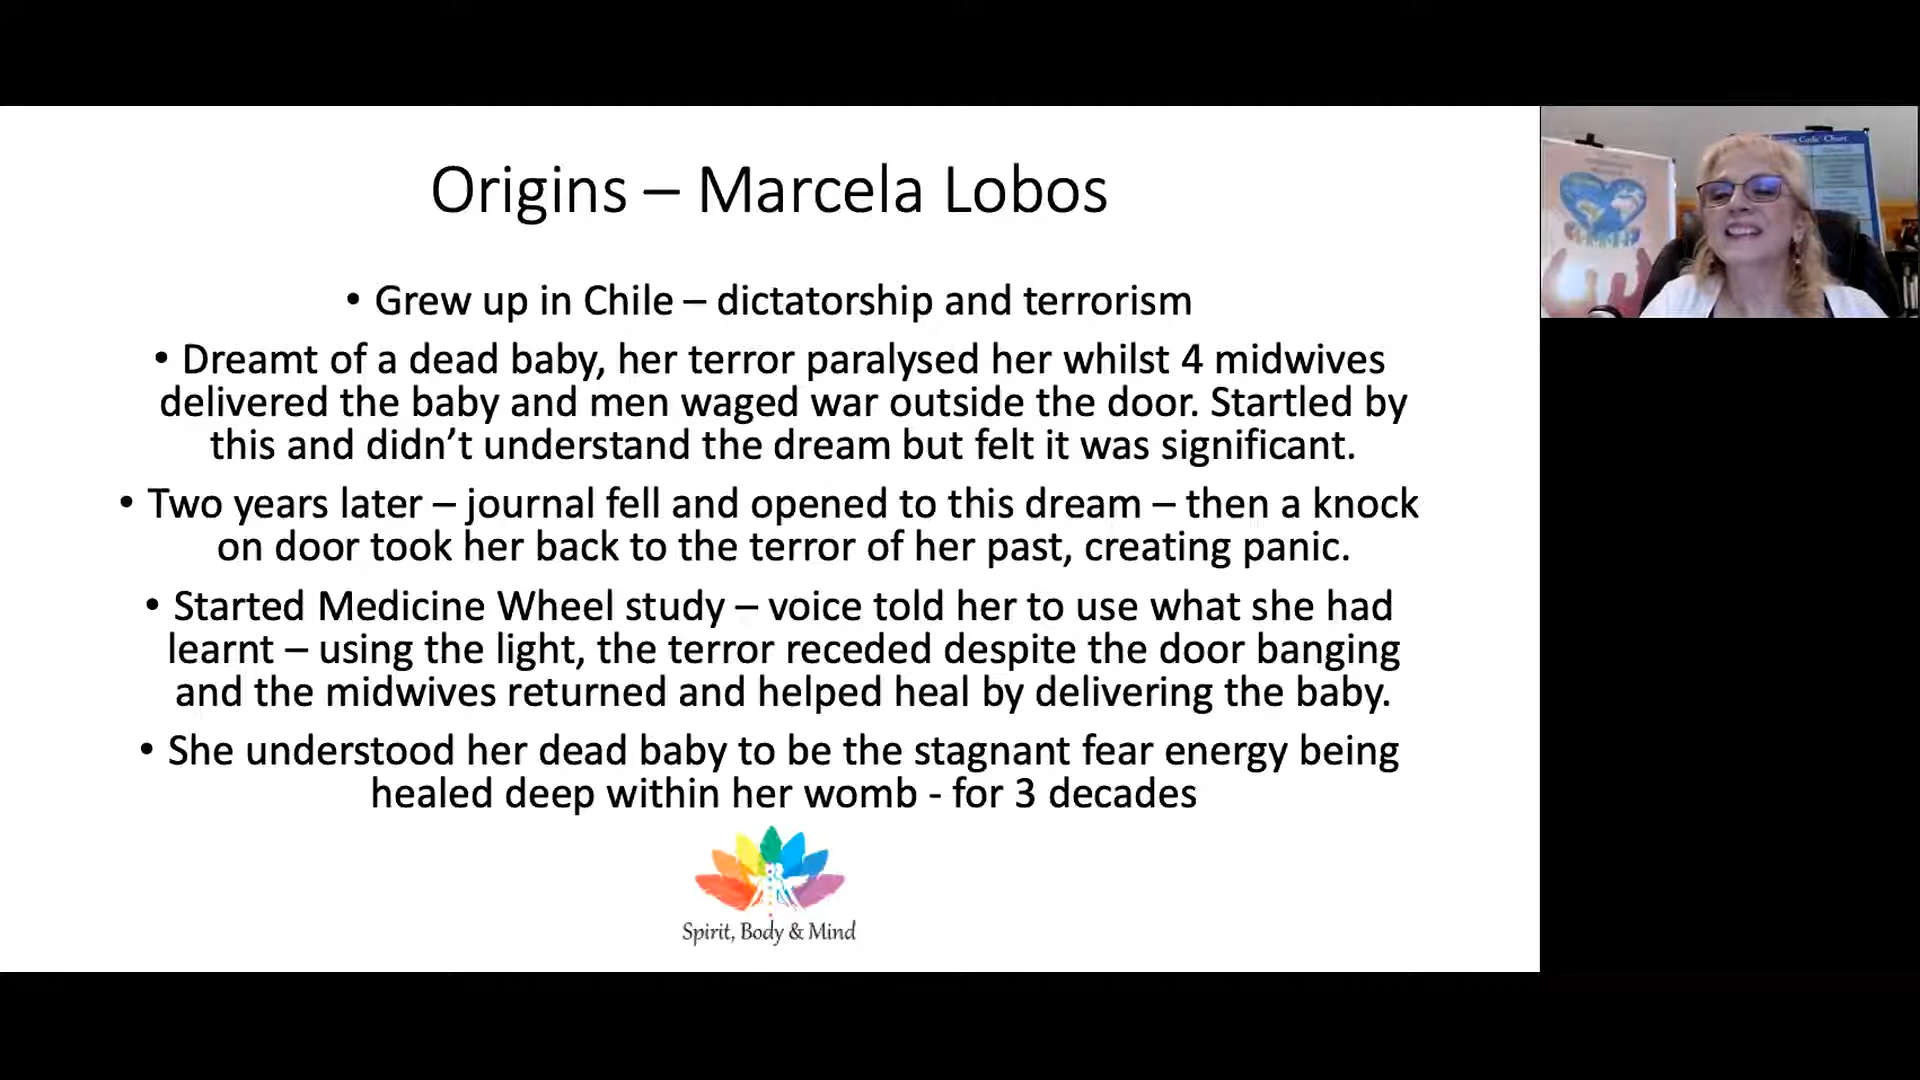 Origins – Marcela Lobos
• Grew up in Chile – dictatorship and terrorism
• Dreamt of a dead baby, her terror paralysed her whilst 4 midwives
delivered the baby and men waged war outside the door. Startled by
this and didn’t understand the dream but felt it was significant.
• Two years later – journal fell and opened to this dream – then a knock
on door took her back to the terror of her past, creating panic.
• Started Medicine Wheel study – voice told her to use what she had
learnt – using the light, the terror receded despite the door banging
and the midwives returned and helped heal by delivering the baby.
• She understood her dead baby to be the stagnant fear energy being
healed deep within her womb - for 3 decades
Spirit, Body & Mind
Code Chart